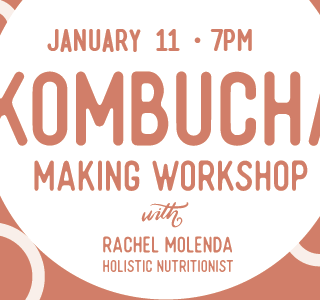 JANUARY 11 • 7PM
KOMBUCHA
MAKING WORKSHOP
with
RACHEL MOLENDA
HOLISTIC NUTRITIONIST